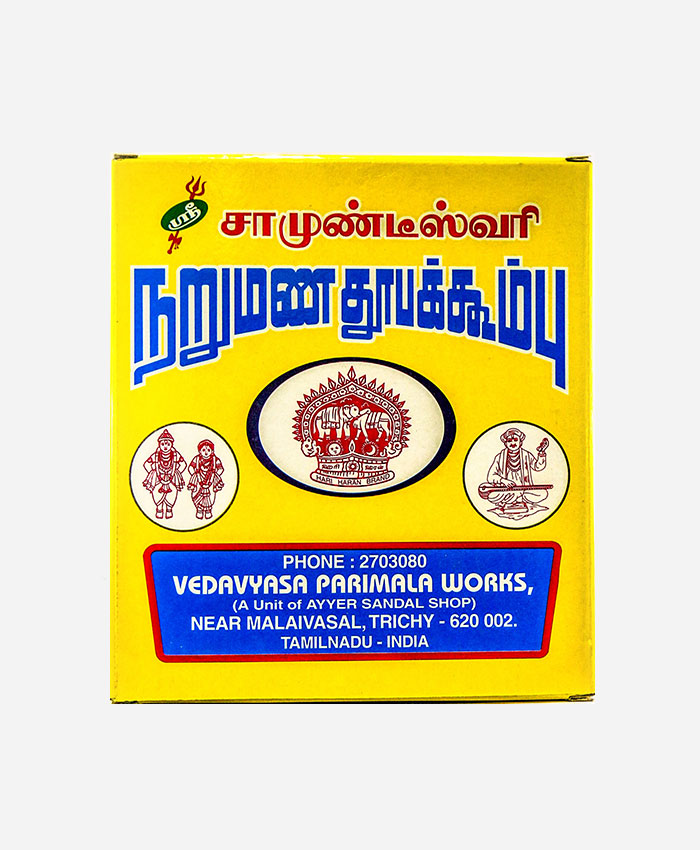 ஸ்ரீ
சாமுண்டீஸ்வரி
நறுமண தூபக்கூம்பு
HARI HARAN BRAND
PHONE : 2703080
VEDAVYASA PARIMALA WORKS,
(A Unit of AYYER SANDAL SHOP)
NEAR MALAIVASAL, TRICHY - 620 002.
TAMILNADU - INDIA